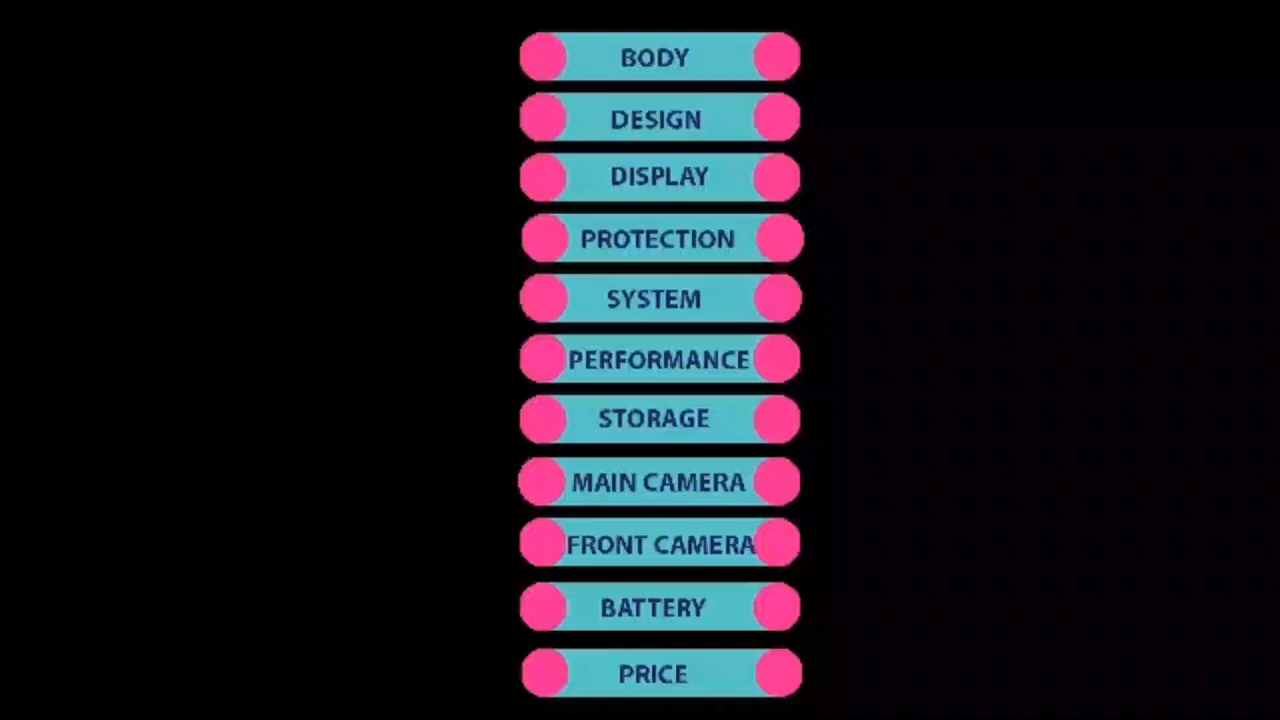 BODY
DESIGN
DISPLAY
PROTECTION
SYSTEM
PERFORMANCE
STORAGE
MAIN CAMERA
FRONT CAMERA
BATTERY
PRICE